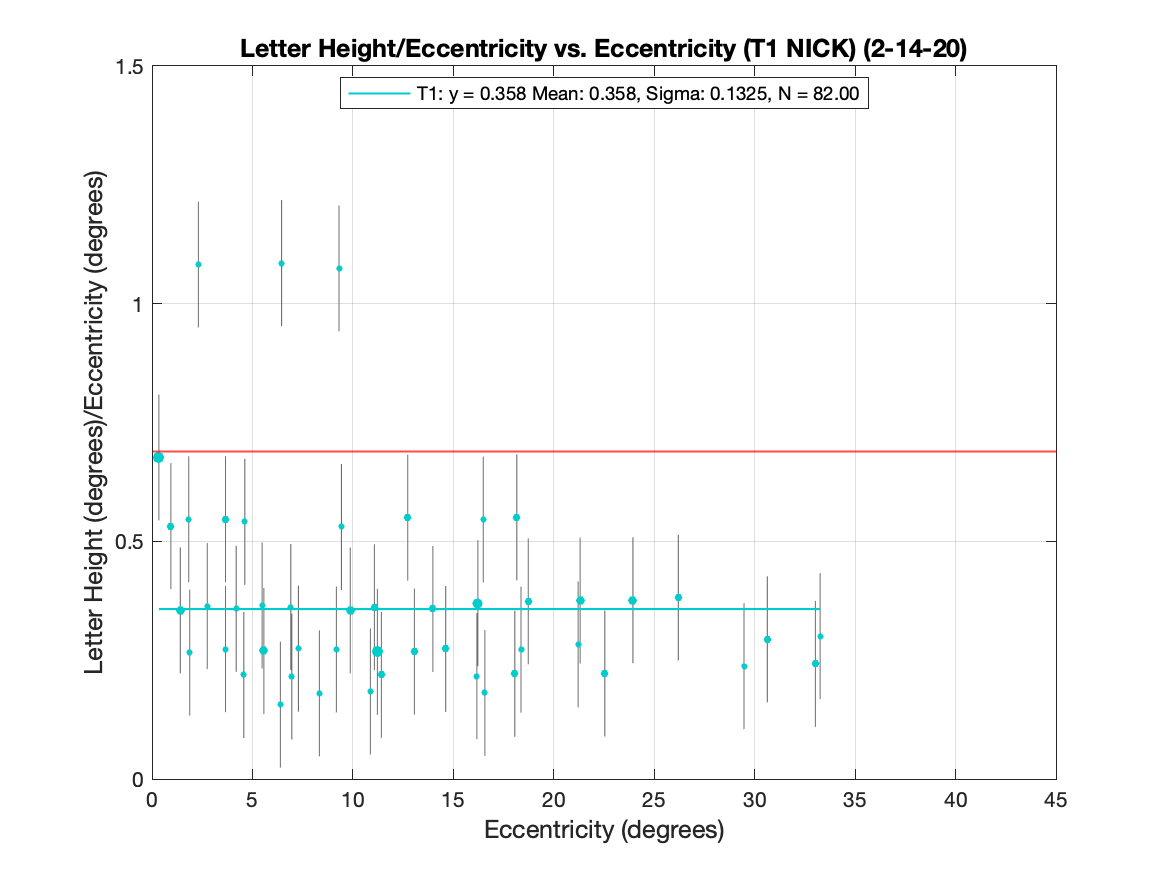 Letter Height/Eccentricity vs. Eccentricity (T1 NICK) (2-14-20)
T1: y = 0.358 Mean: 0.358, Sigma: 0.1325, N = 82.00
Letter Height (degrees)/Eccentricity (degrees)
1.5
1
0.5
0
0 5 10 15 20 25 30 35 40 45
Eccentricity (degrees)